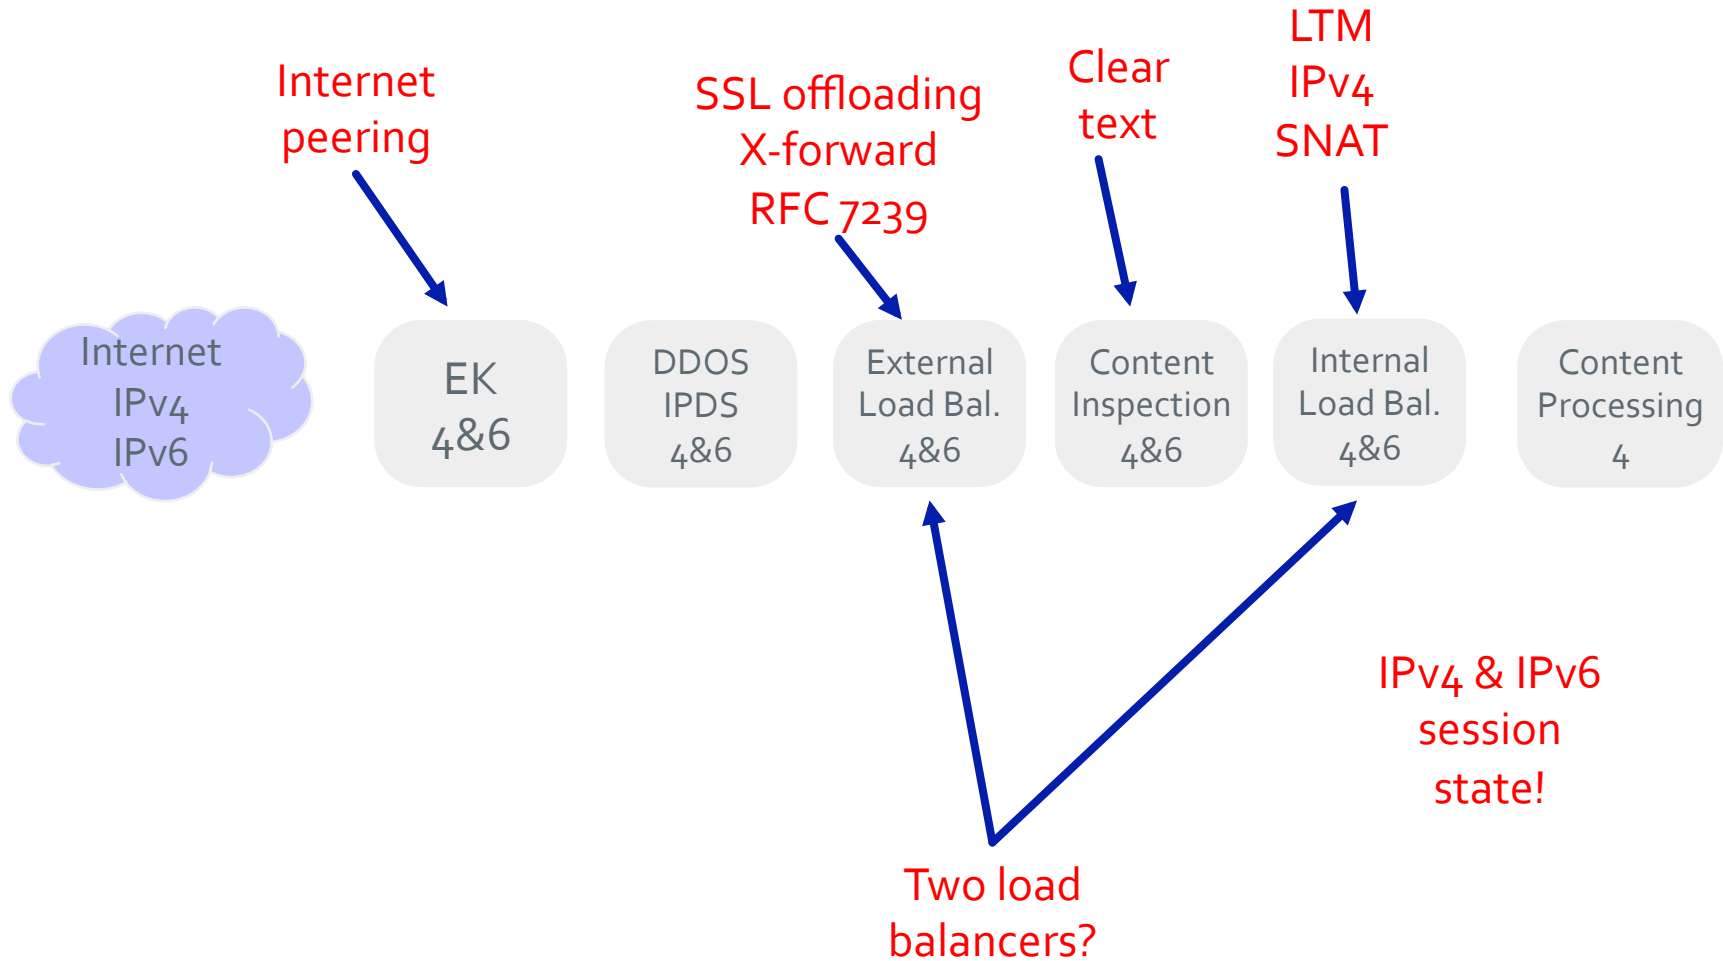 Internet
peering
SSL offloading
X-forward
RFC 7239
Clear
text
LTM
IPv4
SNAT
Internet
IPv4
IPv6
EK
4&6
DDOS
IPDS
4&6
External
Load Bal.
4&6
Content
Inspection
4&6
Internal
Load Bal.
4&6
Content
Processing
4
IPv4 & IPv6
session
state!
Two load
balancers?